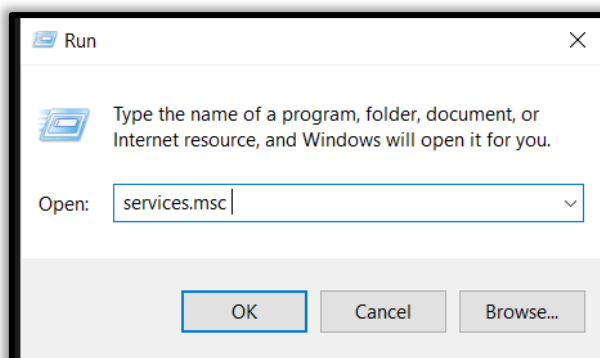 Run
Type the name of a program, folder, document, or
Internet resource, and Windows will open it for you.
Open: services.msc
OK Cancel Browse...